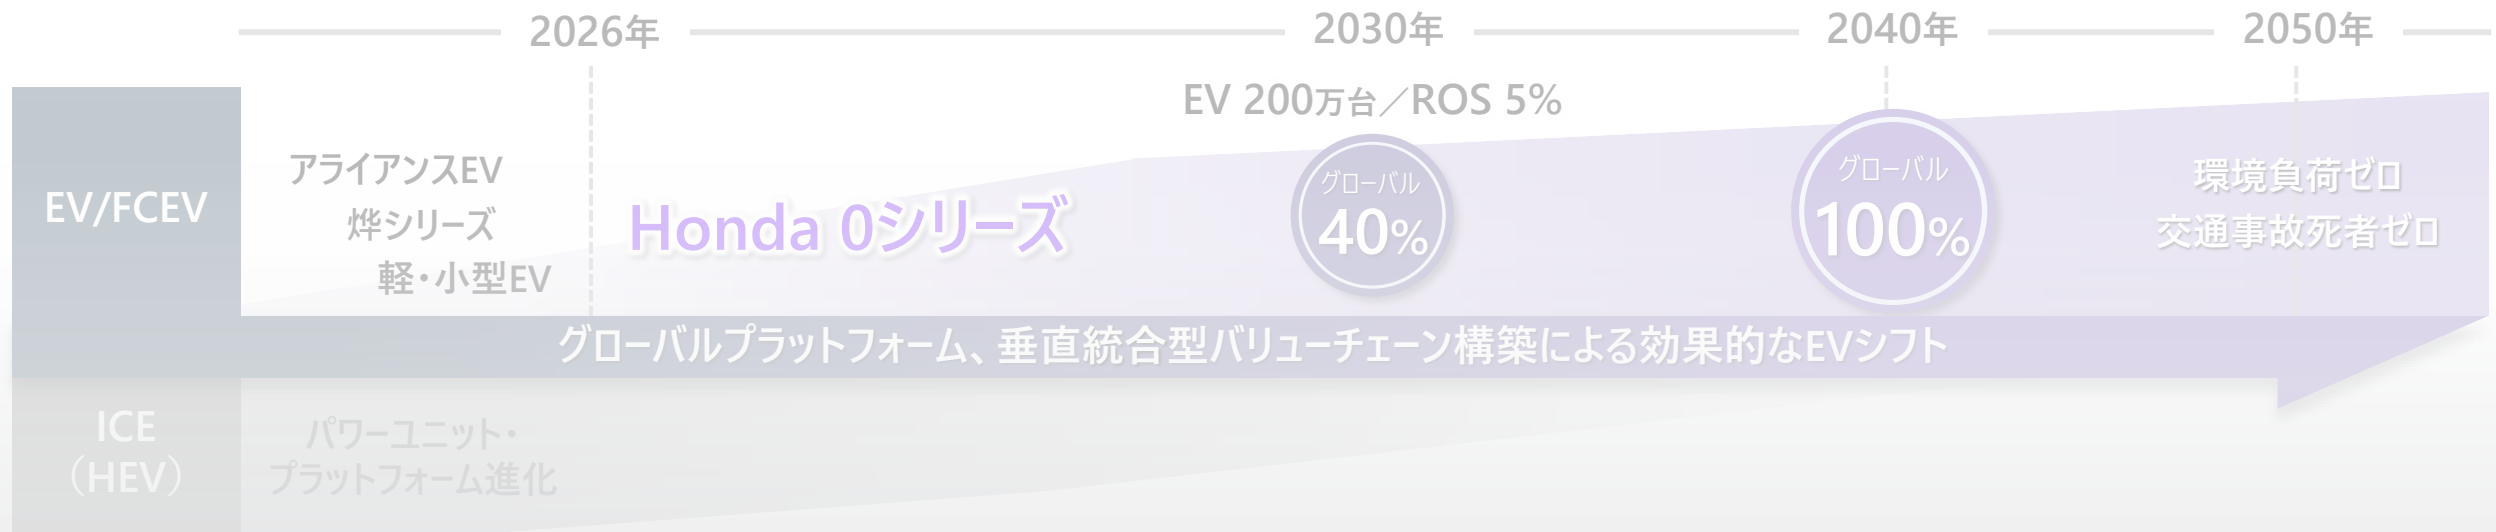 2026年
2030年
2040年
2050年
EV 200万台／ROS 5%
EV/FCEV
アライアンスEV
烨シリーズ
軽・小型EV
Honda 0シリーズ
グローバル
40%
グローバル
100%
環境負荷ゼロ
交通事故死者ゼロ
グローバルプラットフォーム、垂直統合型バリューチェーン構築による効果的なEVシフト
ICE
（HEV）
パワーユニット・
プラットフォーム進化